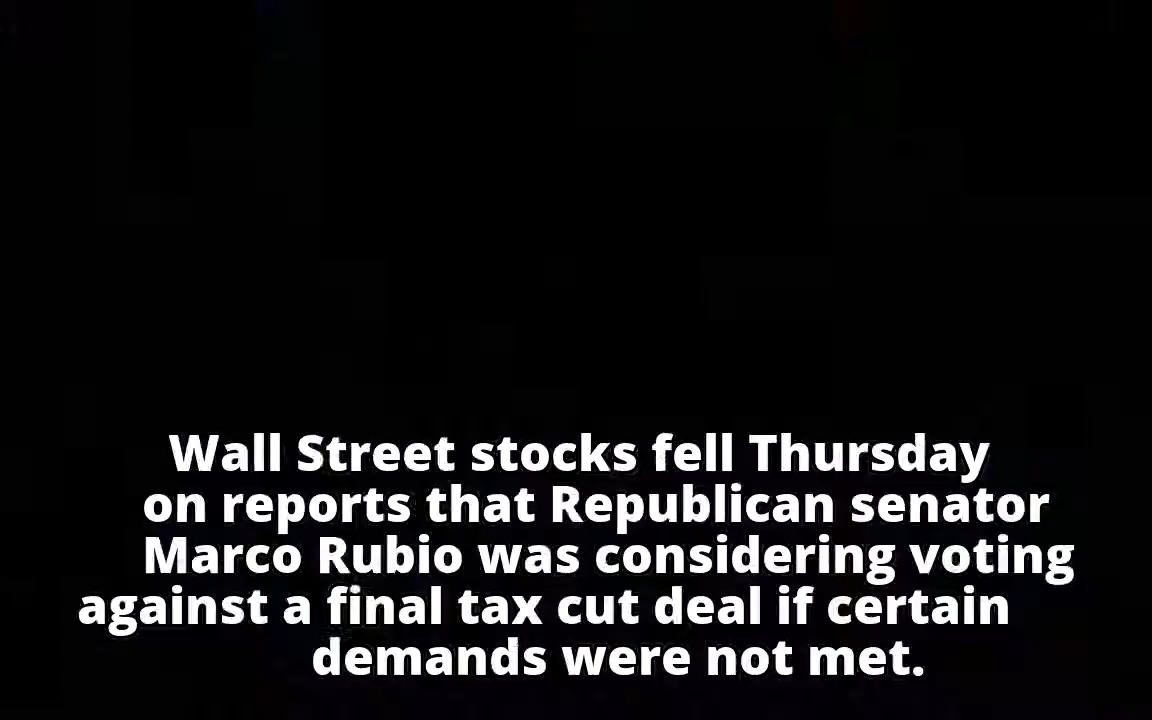 Wall Street stocks fell Thursday
on reports that Republican senator
Marco Rubio was considering voting
against a final tax cut deal if certain
demands were not met.